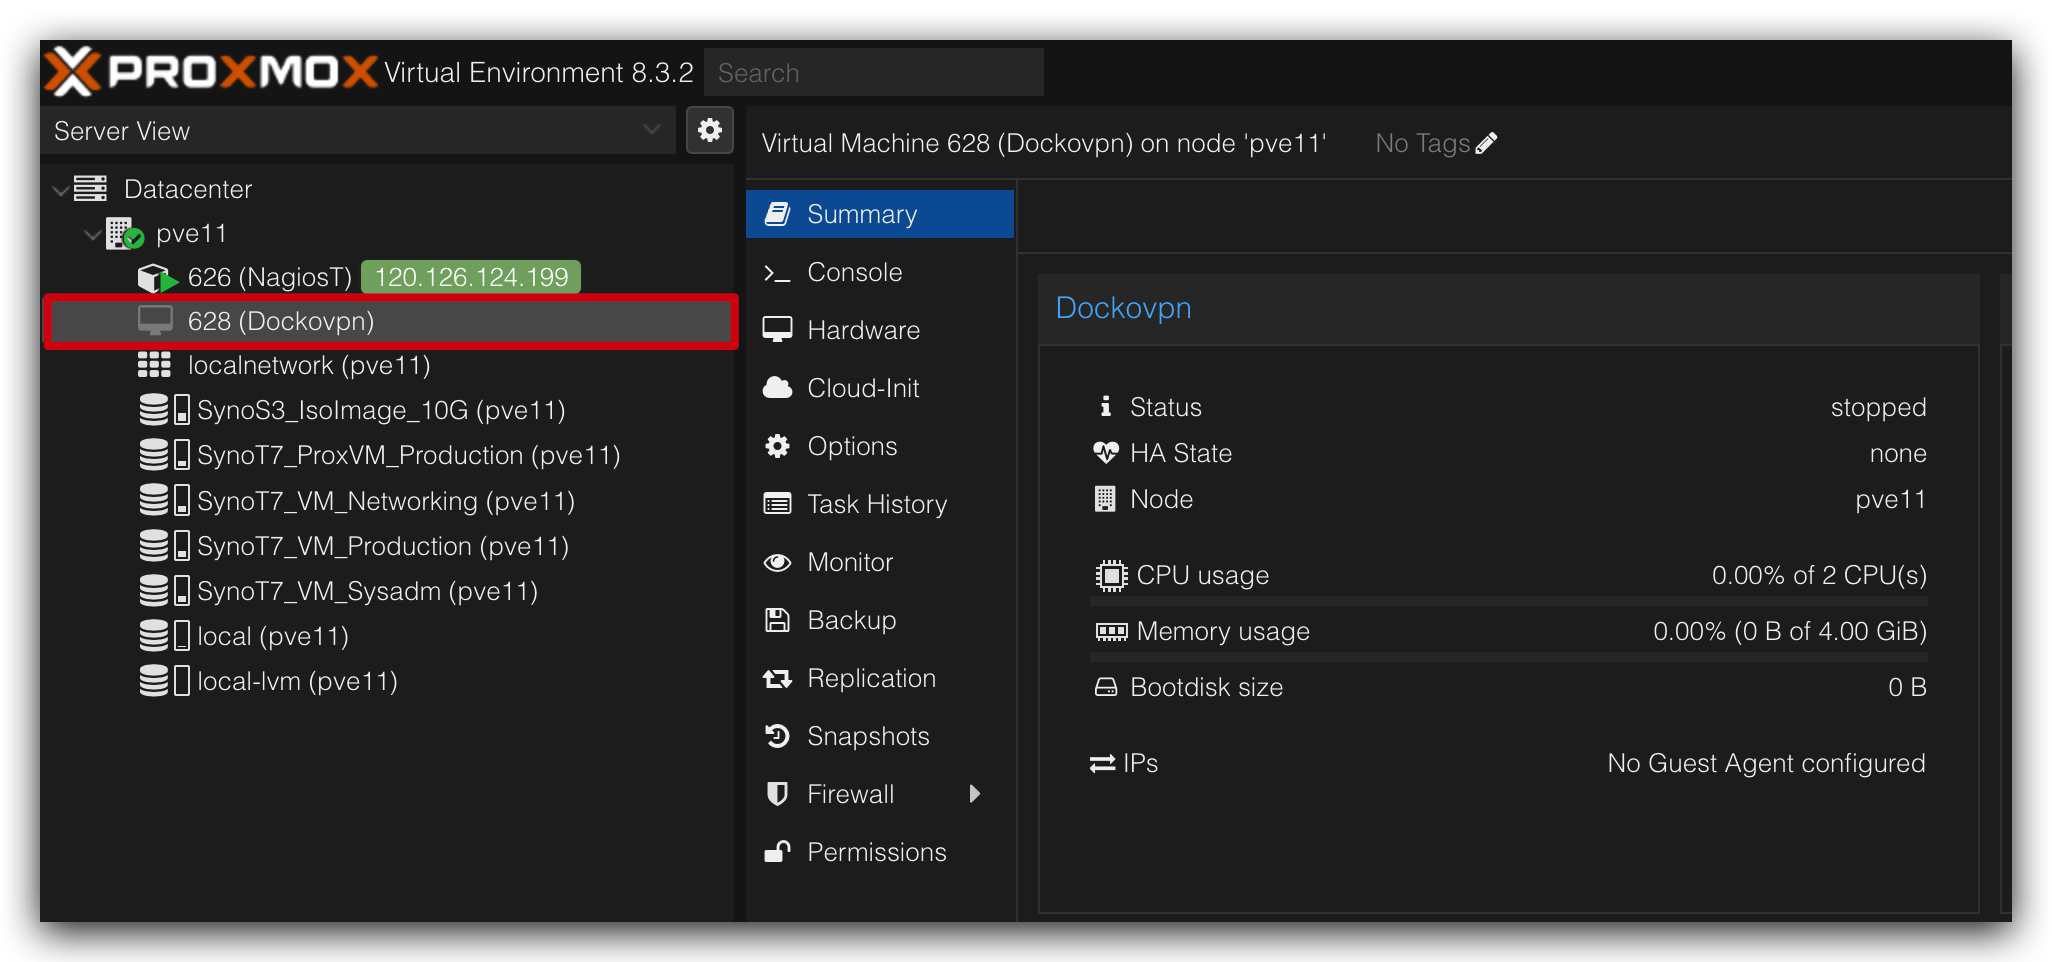 PROXMOX Virtual Environment 8.3.2 Search
Server View
Virtual Machine 628 (Dockovpn) on node 'pve11' No Tags
Datacenter
pve11
626 (NagiosT) 120.126.124.199
628 (Dockovpn)
localnetwork (pve11)
SynoS3_IsoImage_10G (pve11)
SynoT7_ProxVM_Production (pve11)
SynoT7_VM_Networking (pve11)
SynoT7_VM_Production (pve11)
SynoT7_VM_Sysadm (pve11)
local (pve11)
local-lvm (pve11)
Summary
Console
Hardware
Cloud-Init
Options
Task History
Monitor
Backup
Replication
Snapshots
Firewall
Permissions
Dockovpn
Status stopped
HA State none
Node pve11
CPU usage 0.00% of 2 CPU(s)
Memory usage 0.00% (0 B of 4.00 GiB)
Bootdisk size 0 B
IPs No Guest Agent configured